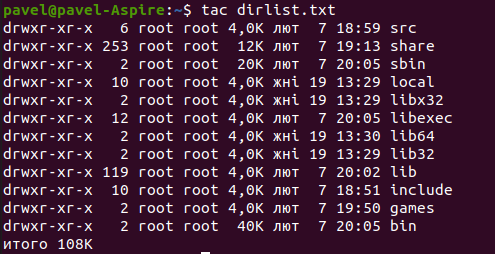 pavel@pavel-Aspire:~$ tac dirlist.txt
drwxr-xr-x   6 root root 4,0K лют  7 18:59 src
drwxr-xr-x 253 root root  12K лют  7 19:13 share
drwxr-xr-x   2 root root  20K лют  7 20:05 sbin
drwxr-xr-x  10 root root 4,0K жні 19 13:29 local
drwxr-xr-x   2 root root 4,0K жні 19 13:29 libx32
drwxr-xr-x  12 root root 4,0K лют  7 20:05 libexec
drwxr-xr-x   2 root root 4,0K жні 19 13:30 lib64
drwxr-xr-x   2 root root 4,0K жні 19 13:29 lib32
drwxr-xr-x 119 root root 4,0K лют  7 20:02 lib
drwxr-xr-x  10 root root 4,0K лют  7 18:51 include
drwxr-xr-x   2 root root 4,0K лют  7 19:50 games
drwxr-xr-x   2 root root  40K лют  7 20:05 bin
итого 108K